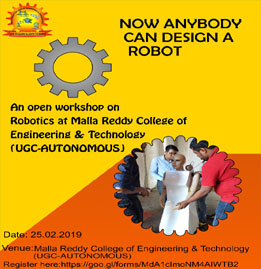 NOW ANYBODY
CAN DESIGN A
ROBOT
An open workshop on
Robotics at Malla Reddy College of
Engineering & Technology
(UGC-AUTONOMOUS)
Date: 25.02.2019
Venue: Malla Reddy College of Engineering & Technology
(UGC-AUTONOMOUS)
Register here:https://goo.gl/forms/MdA1cImoNM4AIWTB2